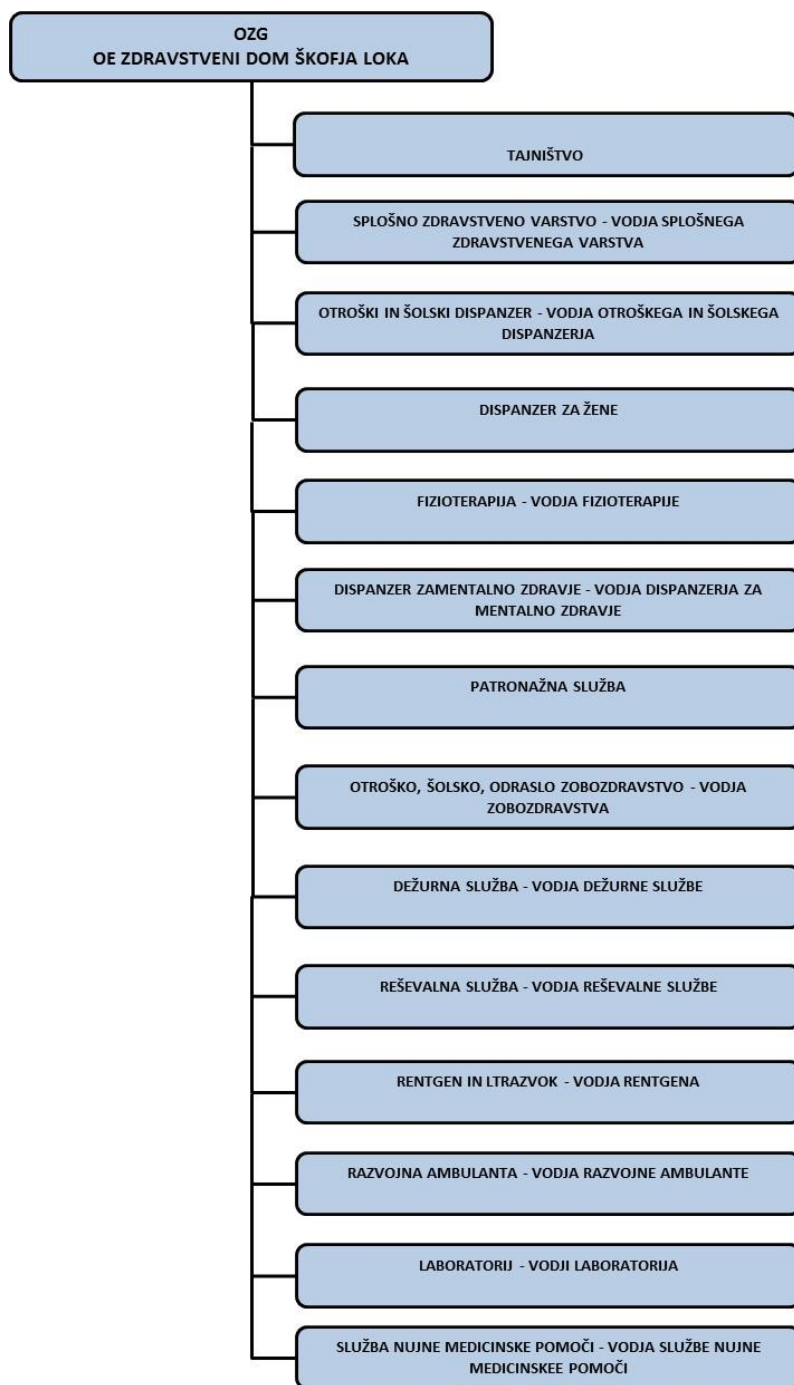 OZG
OE ZDRAVSTVENI DOM ŠKOFJA LOKA
TAJNIŠTVO
SPLOŠNO ZDRAVSTVENO VARSTVO - VODJA SPLOŠNEGA
ZDRAVSTVENEGA VARSTVA
OTROŠKI IN ŠOLSKI DISPANZER - VODJA OTROŠKEGA IN ŠOLSKEGA
DISPANZERJA
DISPANZER ZA ŽENE
FIZIOTERAPIJA - VODJA FIZIOTERAPIJE
DISPANZER ZAMENTALNO ZDRAVJE - VODJA DISPANZERJA ZA
MENTALNO ZDRAVJE
PATRONAŽNA SLUŽBA
OTROŠKO, ŠOLSKO, ODRASLO ZOBOZDRAVSTVO - VODJA
ZOBOZDRAVSTVA
DEŽURNA SLUŽBA - VODJA DEŽURNE SLUŽBE
REŠEVALNA SLUŽBA - VODJA REŠEVALNE SLUŽBE
RENTGEN IN LTRAZVOK - VODJA RENTGENA
RAZVOJNA AMBULANTA - VODJA RAZVOJNE AMBULANTE
LABORATORIJ - VODJI LABORATORIJA
SLUŽBA NUJNE MEDICINSKE POMOČI - VODJA SLUŽBE NUJNE
MEDICINSKEE POMOČI